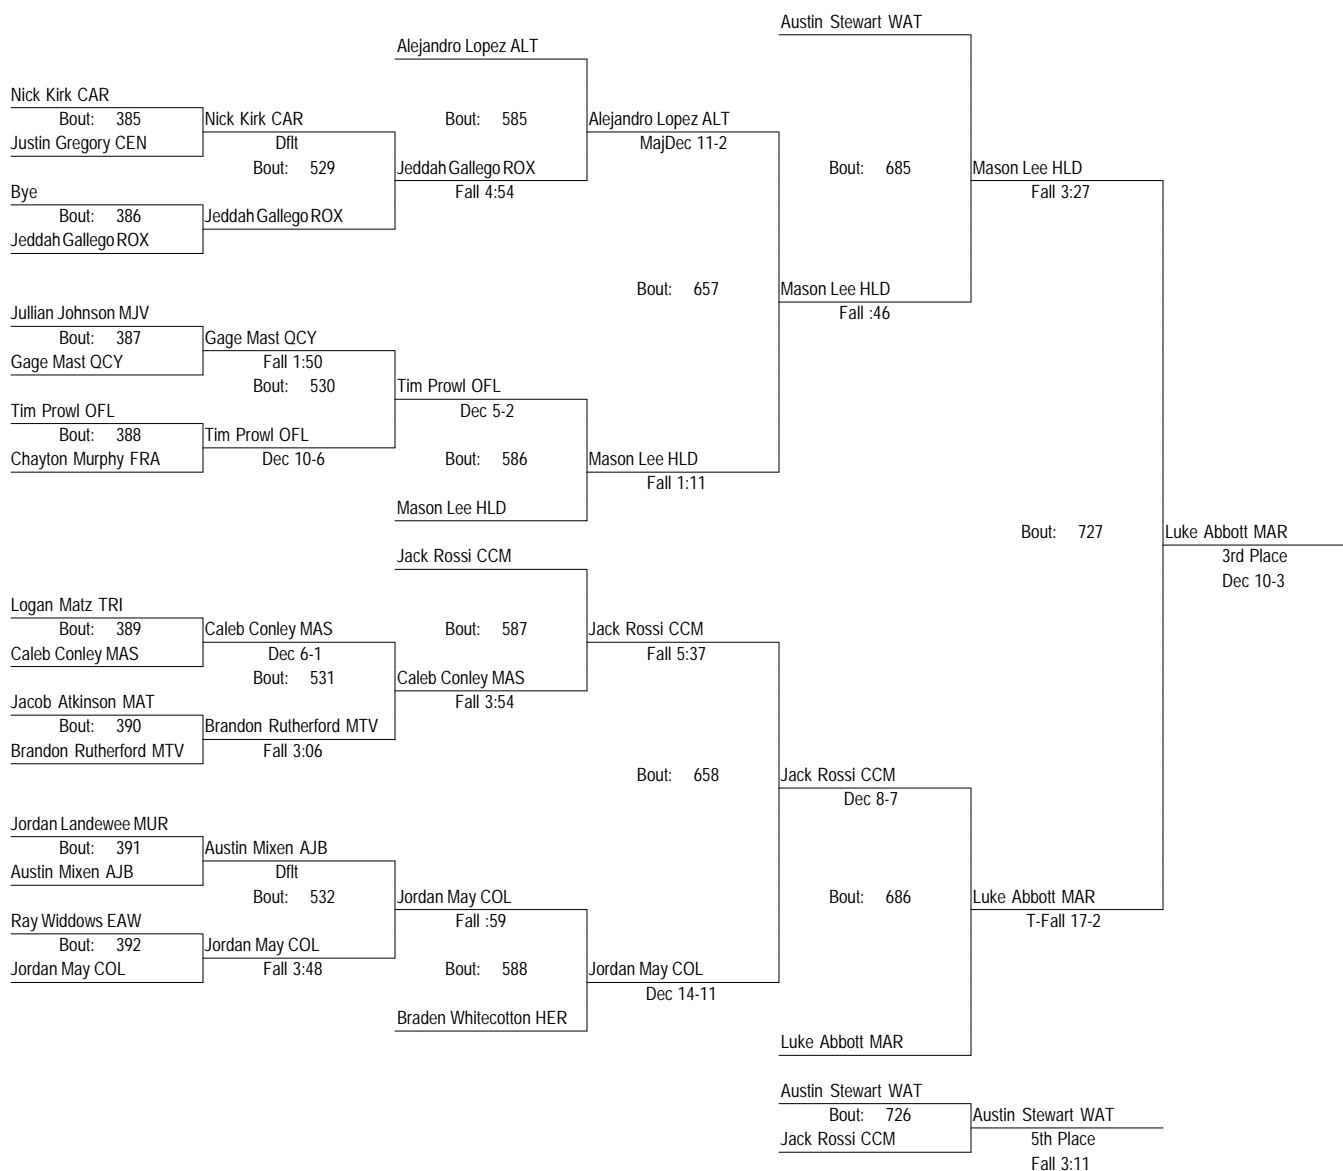 Austin Stewart WAT
Alejandro Lopez ALT
Nick Kirk CAR
Bout: 385
Nick Kirk CAR
Bout: 585
Alejandro Lopez ALT
Justin Gregory CEN
Dflt
MajDec 11-2
Bout: 529
Jeddah Gallego ROX
Bout: 685
Mason Lee HLD
Bye
Fall 4:54
Fall 3:27
Bout: 386
Jeddah Gallego ROX
Jeddah Gallego ROX
Bout: 657
Mason Lee HLD
Jullian Johnson MJV
Fall :46
Bout: 387
Gage Mast QCY
Gage Mast QCY
Fall 1:50
Bout: 530
Tim Prowl OFL
Tim Prowl OFL
Dec 5-2
Bout: 388
Tim Prowl OFL
Chayton Murphy FRA
Dec 10-6
Bout: 586
Mason Lee HLD
Fall 1:11
Mason Lee HLD
Bout: 727
Luke Abbott MAR
Jack Rossi CCM
3rd Place
Dec 10-3
Logan Matz TRI
Bout: 389
Caleb Conley MAS
Bout: 587
Jack Rossi CCM
Caleb Conley MAS
Dec 6-1
Fall 5:37
Bout: 531
Caleb Conley MAS
Jacob Atkinson MAT
Fall 3:54
Bout: 390
Brandon Rutherford MTV
Brandon Rutherford MTV
Fall 3:06
Bout: 658
Jack Rossi CCM
Dec 8-7
Jordan Landewee MUR
Bout: 391
Austin Mixen AJB
Austin Mixen AJB
Dflt
Bout: 532
Jordan May COL
Bout: 686
Luke Abbott MAR
Ray Widdows EAW
Fall :59
T-Fall 17-2
Bout: 392
Jordan May COL
Jordan May COL
Fall 3:48
Bout: 588
Jordan May COL
Dec 14-11
Braden Whitecotton HER
Luke Abbott MAR
Austin Stewart WAT
Bout: 726
Austin Stewart WAT
Jack Rossi CCM
5th Place
Fall 3:11